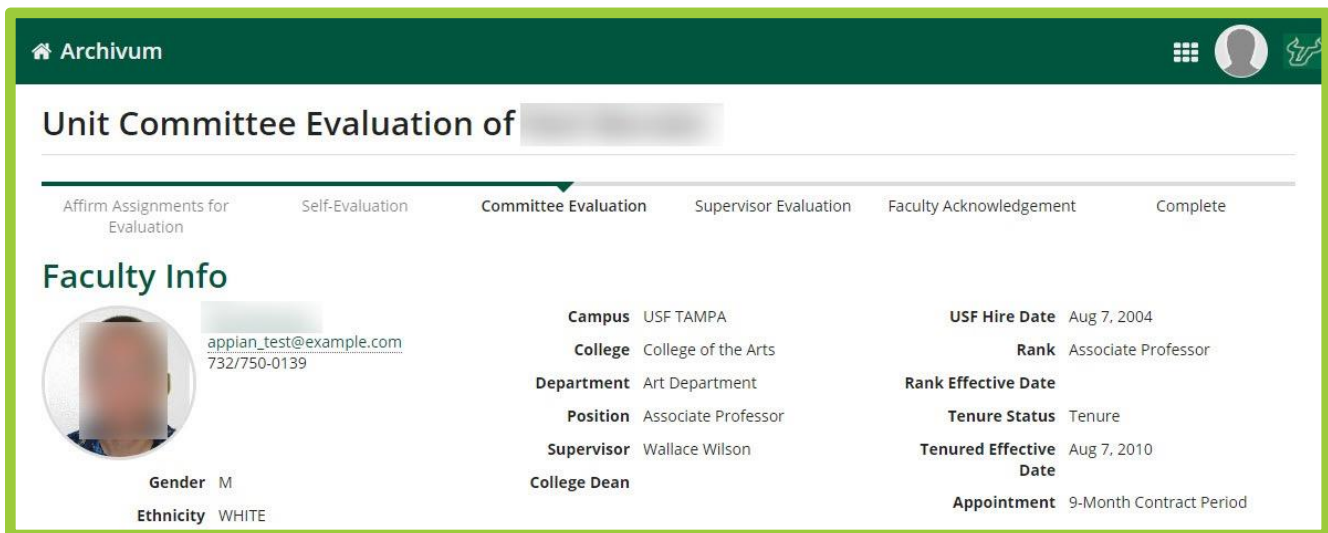 Archivum
Unit Committee Evaluation of
Affirm Assignments for Evaluation
Self-Evaluation
Committee Evaluation
Supervisor Evaluation
Faculty Acknowledgement
Complete
Faculty Info
appian_test@example.com
732/750-0139
Gender M
Ethnicity WHITE
Campus USF TAMPA
College College of the Arts
Department Art Department
Position Associate Professor
Supervisor Wallace Wilson
College Dean
USF Hire Date Aug 7, 2004
Rank Associate Professor
Rank Effective Date
Tenure Status Tenure
Tenured Effective Date Aug 7, 2010
Appointment 9-Month Contract Period